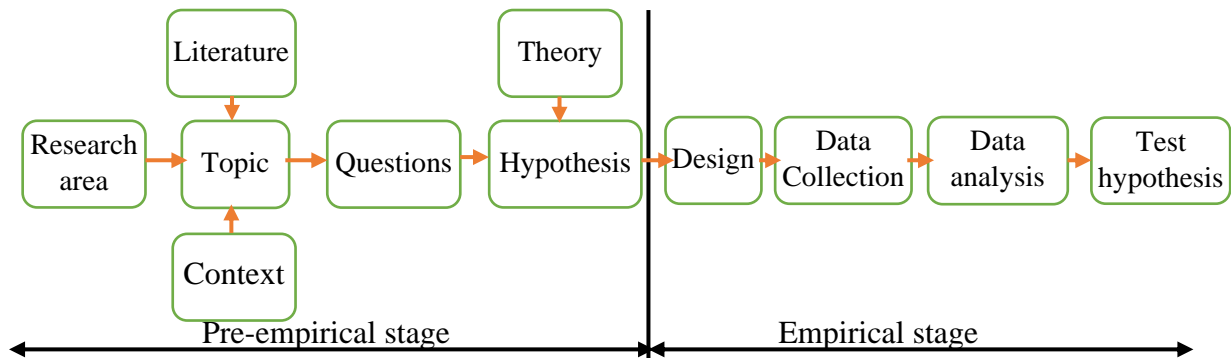 Literature
Theory
Research
area
Topic
Questions
Hypothesis
Design
Data
Collection
Data
analysis
Test
hypothesis
Context
Pre-empirical stage
Empirical stage